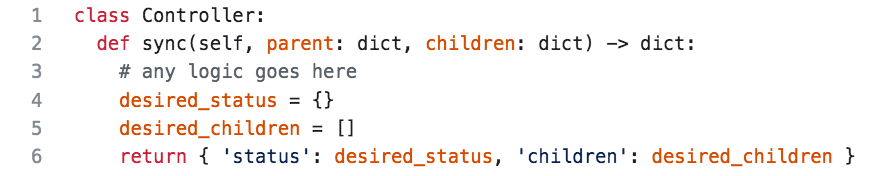 1 class Controller:
2   def sync(self, parent: dict, children: dict) -> dict:
3     # any logic goes here
4     desired_status = {}
5     desired_children = []
6     return { 'status': desired_status, 'children': desired_children }